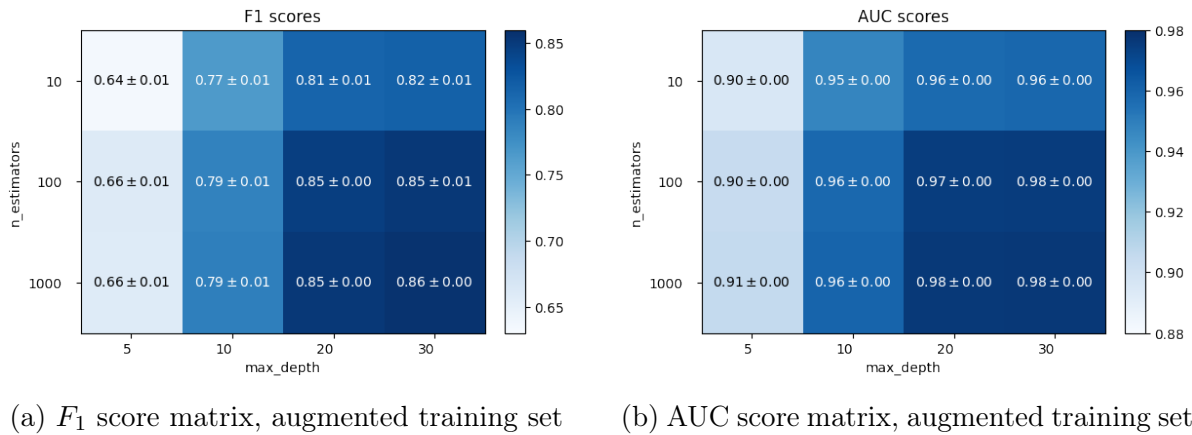 F1 scores
10
0.64 ± 0.01 0.77 ± 0.01 0.81 ± 0.01 0.82 ± 0.01
100
0.66 ± 0.01 0.79 ± 0.01 0.85 ± 0.00 0.85 ± 0.01
1000
0.66 ± 0.01 0.79 ± 0.01 0.85 ± 0.00 0.86 ± 0.00
n_estimators
5 10 20 30
max_depth
0.85
0.80
0.75
0.70
0.65
(a) F₁ score matrix, augmented training set
AUC scores
10
0.90 ± 0.00 0.95 ± 0.00 0.96 ± 0.00 0.96 ± 0.00
100
0.90 ± 0.00 0.96 ± 0.00 0.97 ± 0.00 0.98 ± 0.00
1000
0.91 ± 0.00 0.96 ± 0.00 0.98 ± 0.00 0.98 ± 0.00
n_estimators
5 10 20 30
max_depth
0.98
0.96
0.94
0.92
0.90
0.88
(b) AUC score matrix, augmented training set